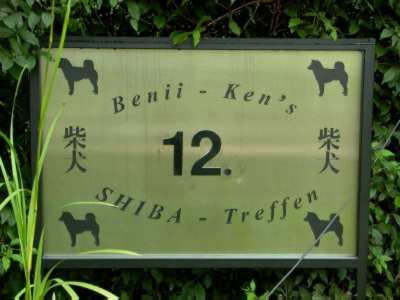 Benii - Ken's
柴犬
12.
柴犬
SHIBA - Treffen